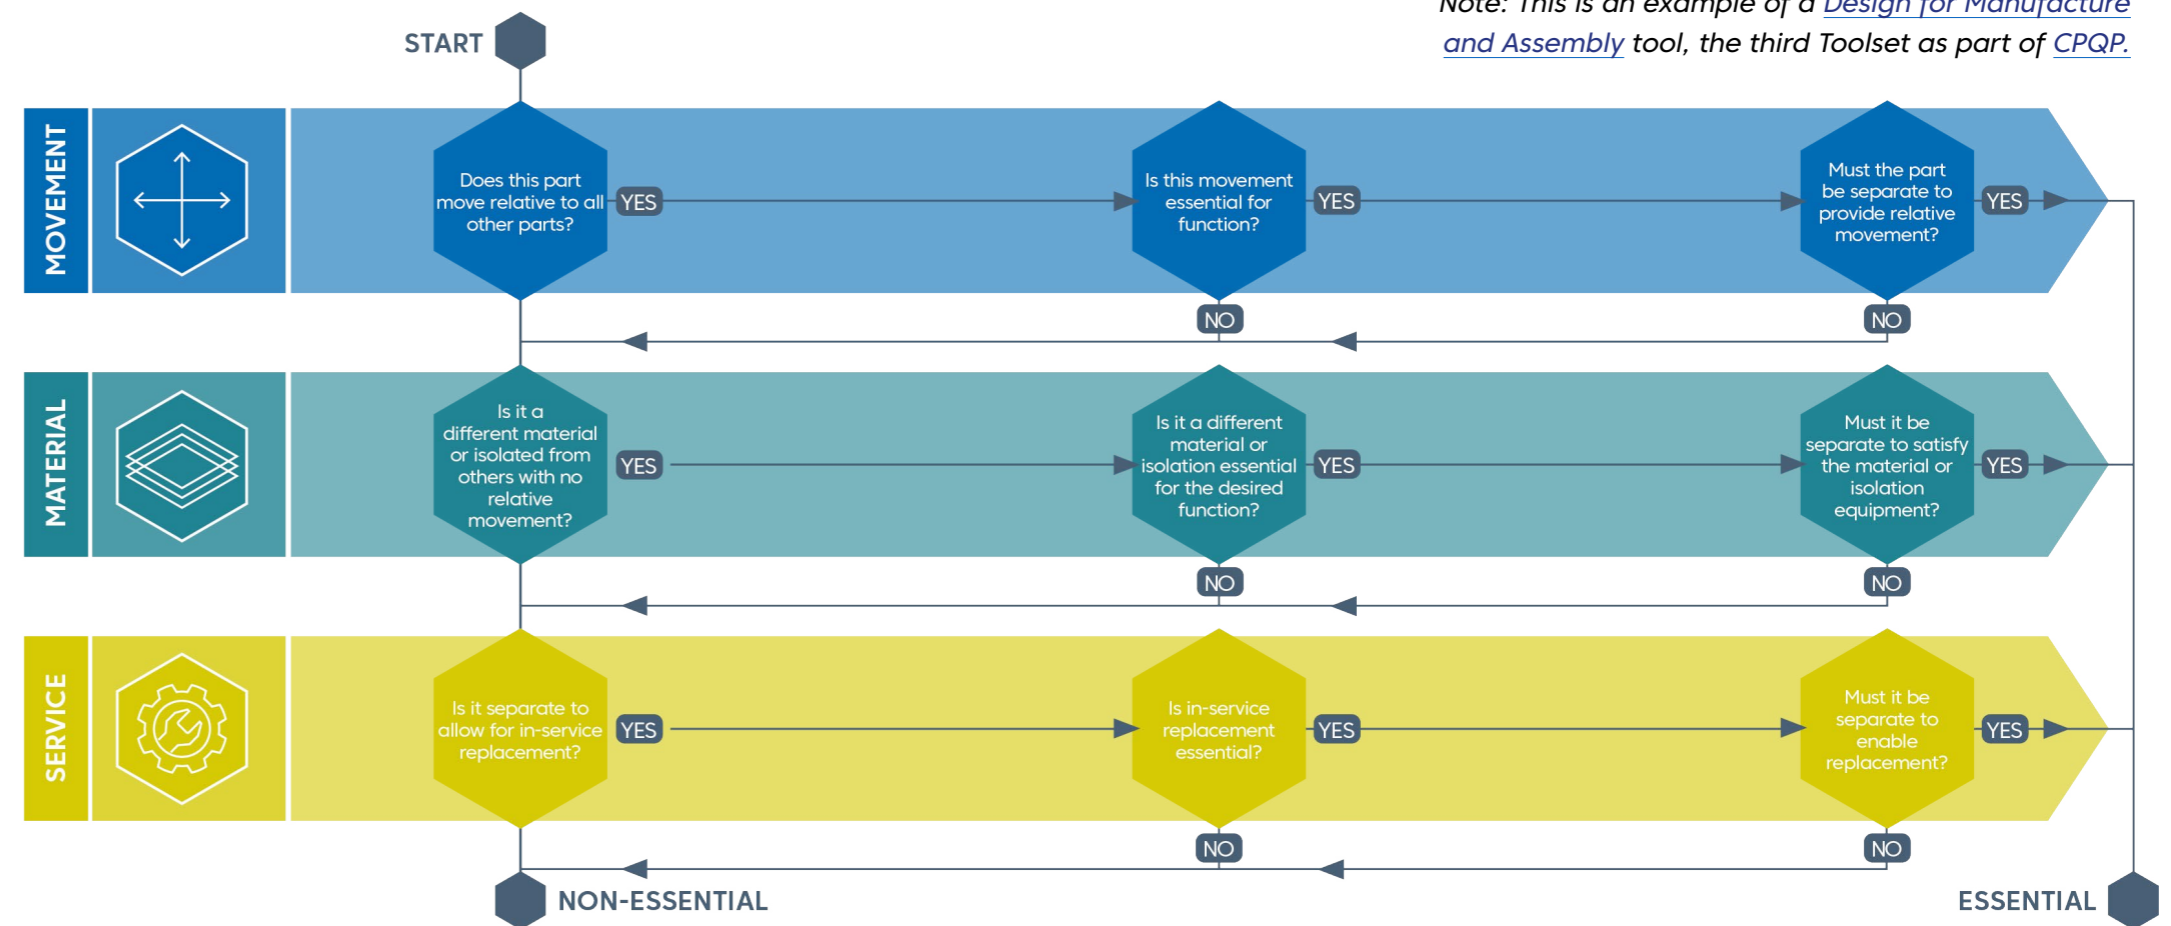 Note: This is an example of a Design for Manufacture
and Assembly tool, the third Toolset as part of CPQP.
START
MOVEMENT
Does this part
move relative to all
other parts?
YES
Is this movement
essential for
function?
YES
Must the part
be separate to
provide relative
movement?
YES
NO
NO
MATERIAL
Is it a
different material
or isolated from
others with no
relative
movement?
YES
Is it a different
material or
isolation essential
for the desired
function?
YES
Must it be
separate to satisfy
the material or
isolation
equipment?
YES
NO
NO
SERVICE
Is it separate to
allow for in-service
replacement?
YES
Is in-service
replacement
essential?
YES
Must it be
separate to
enable
replacement?
YES
NO
NO
NON-ESSENTIAL
ESSENTIAL